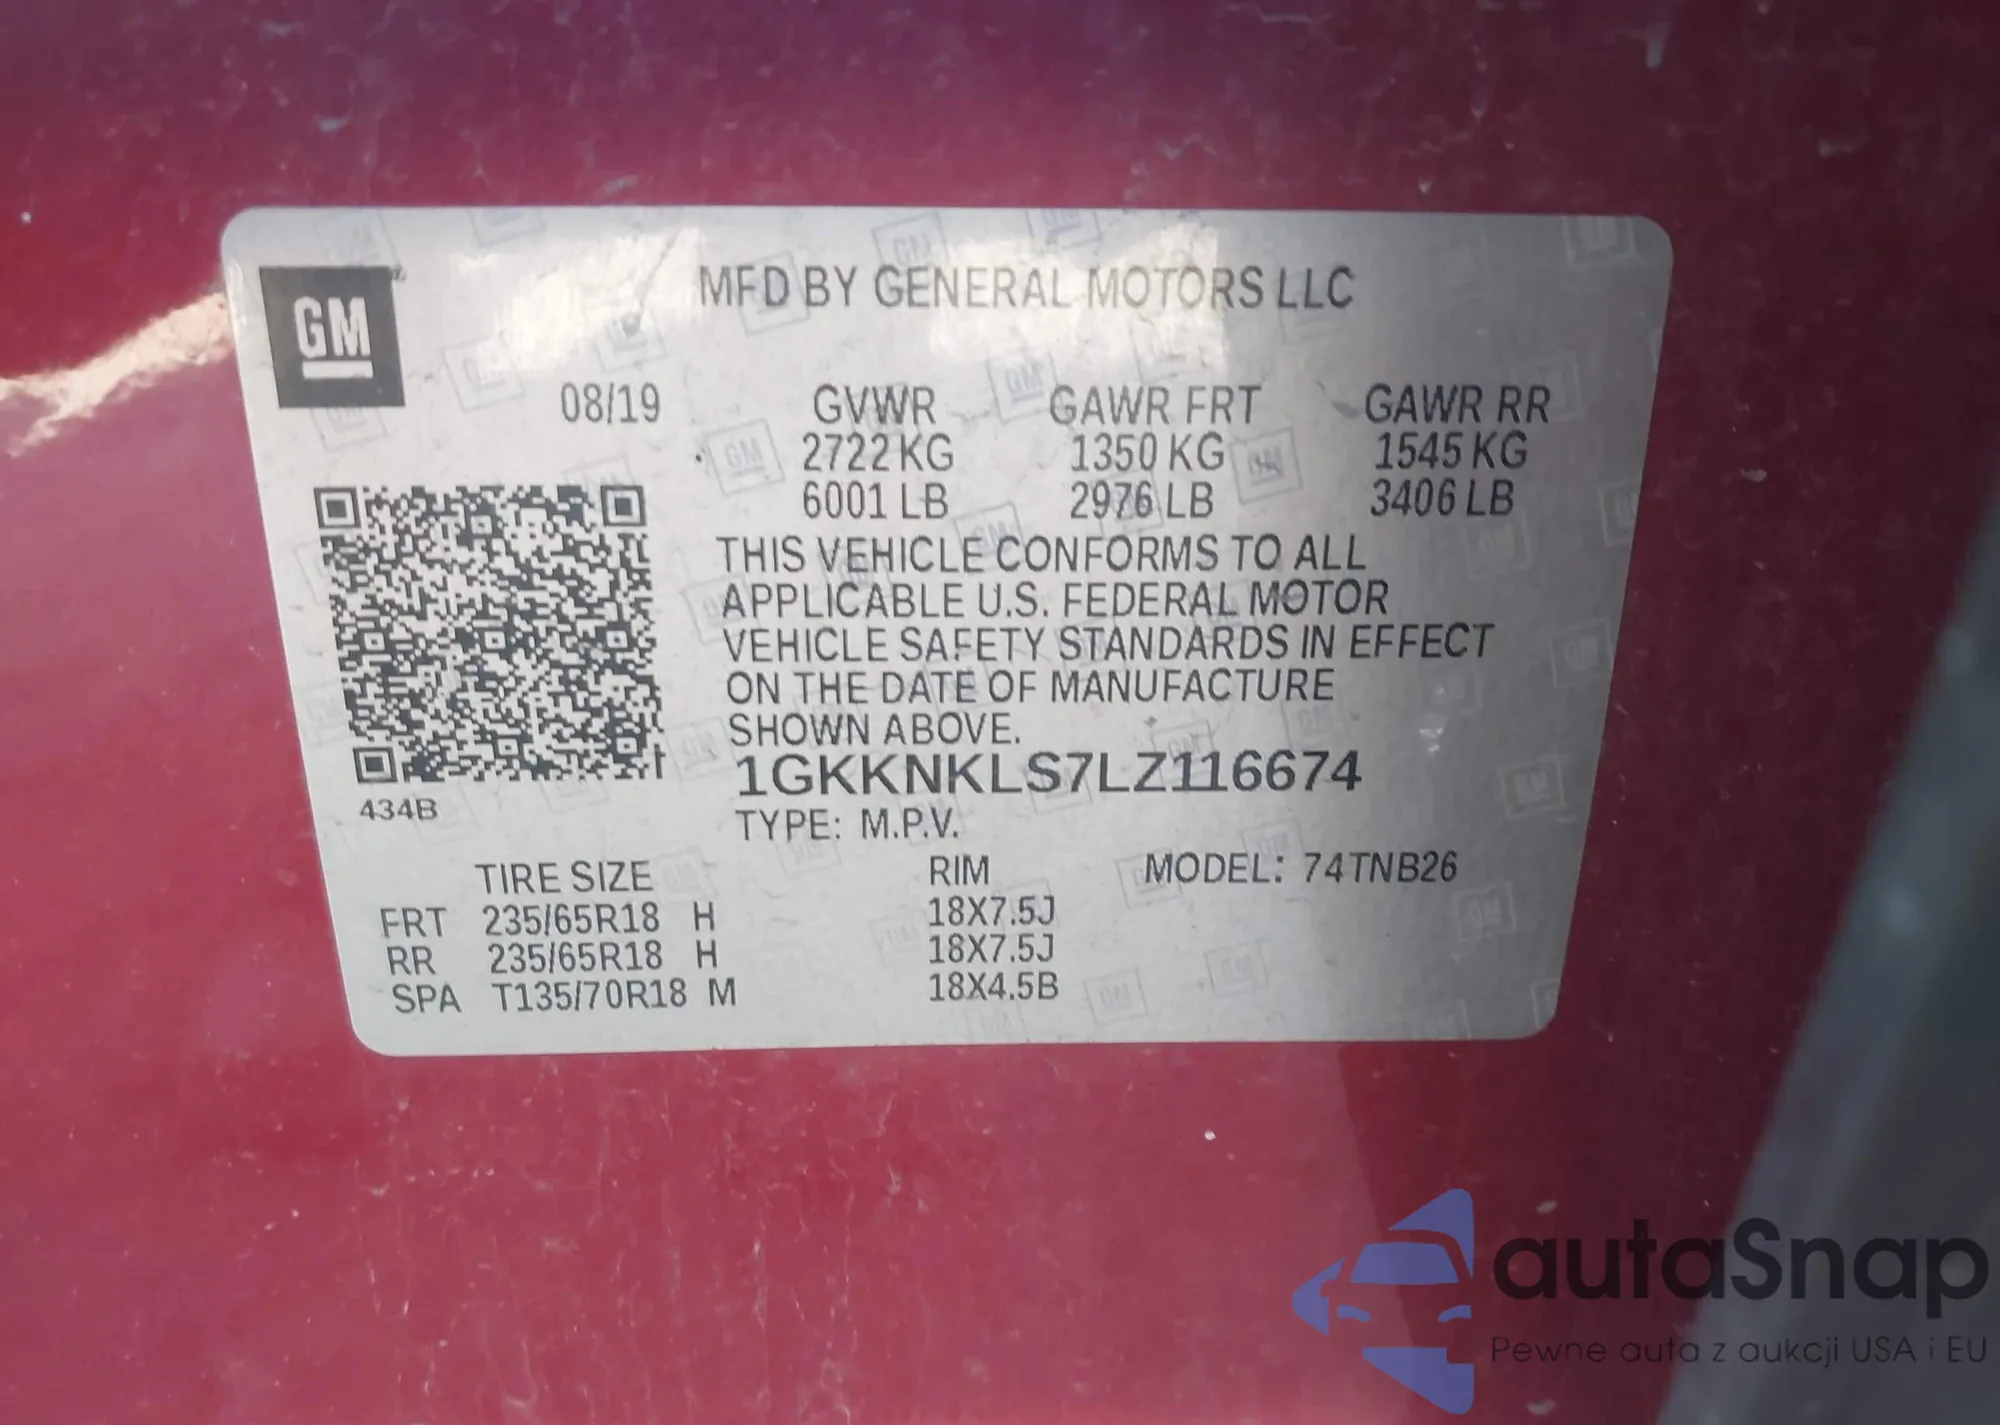 GM
MFD BY GENERAL MOTORS LLC
08/19 GVWR GAWR FRT GAWR RR
2722 KG 1350 KG 1545 KG
6001 LB 2976 LB 3406 LB
THIS VEHICLE CONFORMS TO ALL
APPLICABLE U.S. FEDERAL MOTOR
VEHICLE SAFETY STANDARDS IN EFFECT
ON THE DATE OF MANUFACTURE
SHOWN ABOVE.
1GKKNKLS7LZ116674
434B
TYPE: M.P.V.
TIRE SIZE RIM MODEL: 74TNB26
FRT 235/65R18 H 18X7.5J
RR 235/65R18 H 18X7.5J
SPA T135/70R18 M 18X4.5B
autaSnap
Pewne auta z aukcji USA i EU